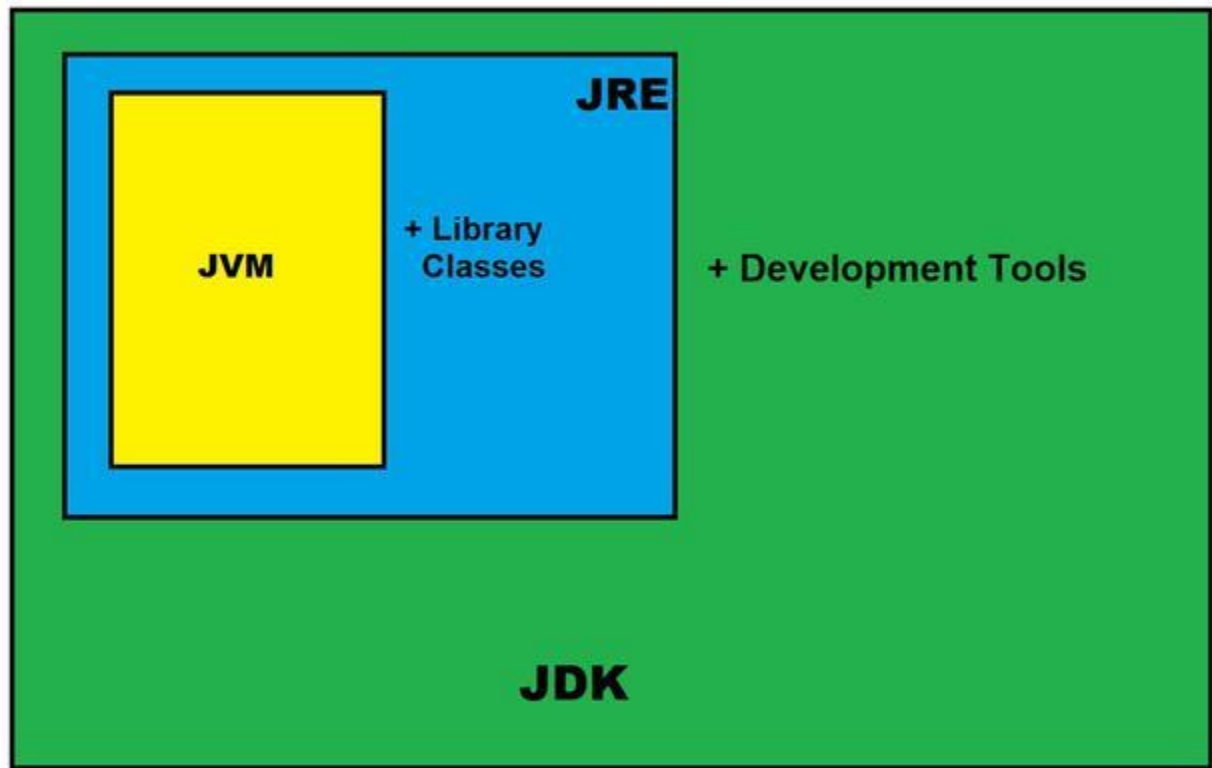 JRE
+ Library
Classes
JVM
+ Development Tools
JDK